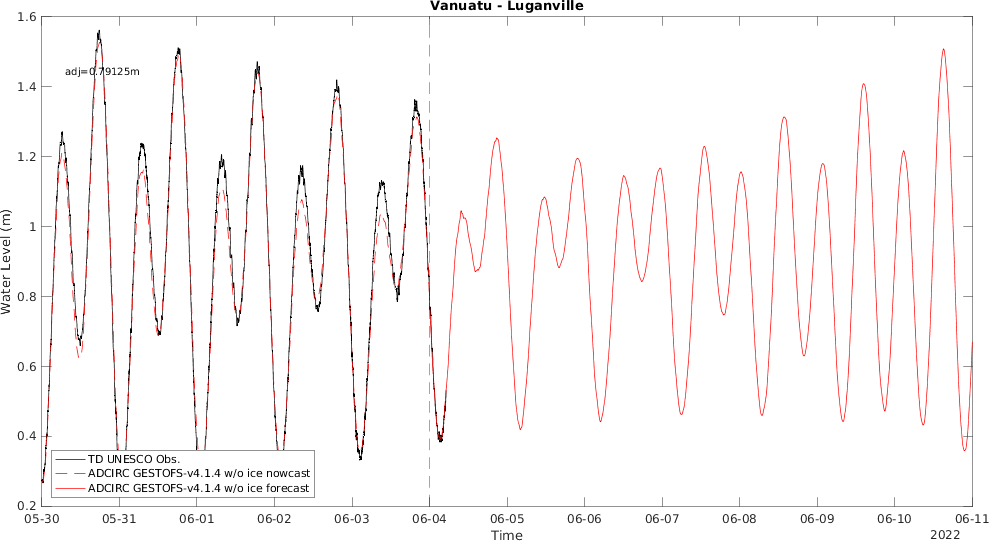 Vanuatu - Luganville
adj=0.79125m
Water Level (m)
1.6
1.4
1.2
1
0.8
0.6
0.4
0.2
TD UNESCO Obs.
ADCIRC GESTOFS-v4.1.4 w/o ice nowcast
ADCIRC GESTOFS-v4.1.4 w/o ice forecast
05-30 05-31 06-01 06-02 06-03 06-04 06-05 06-06 06-07 06-08 06-09 06-10 06-11
Time
2022